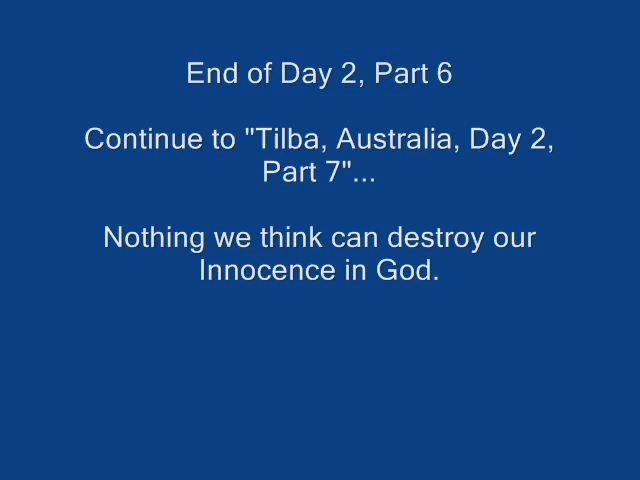 End of Day 2, Part 6
Continue to "Tilba, Australia, Day 2,
Part 7"...
Nothing we think can destroy our
Innocence in God.